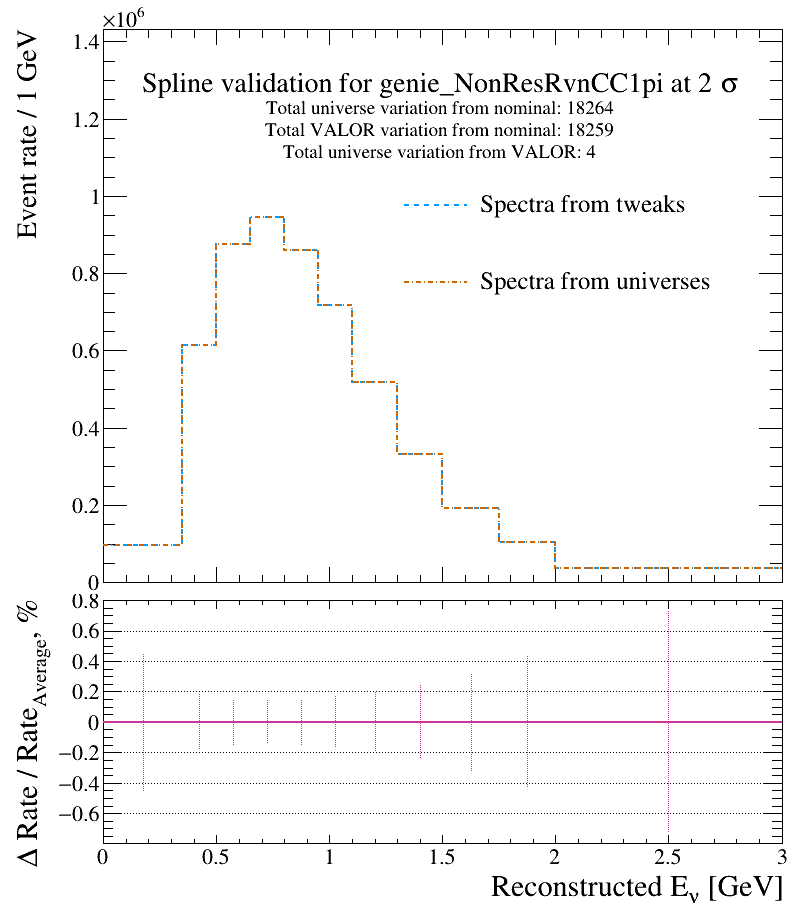 ×10⁶
Event rate / 1 GeV
1.4
1.2
1
0.8
0.6
0.4
0.2
0
Spline validation for genie_NonResRvnCC1pi at 2 σ
Total universe variation from nominal: 18264
Total VALOR variation from nominal: 18259
Total universe variation from VALOR: 4
Spectra from tweaks
Spectra from universes
Δ Rate / Rate_Average, %
0.8
0.6
0.4
0.2
0
−0.2
−0.4
−0.6
0 0.5 1 1.5 2 2.5 3
Reconstructed E_ν [GeV]